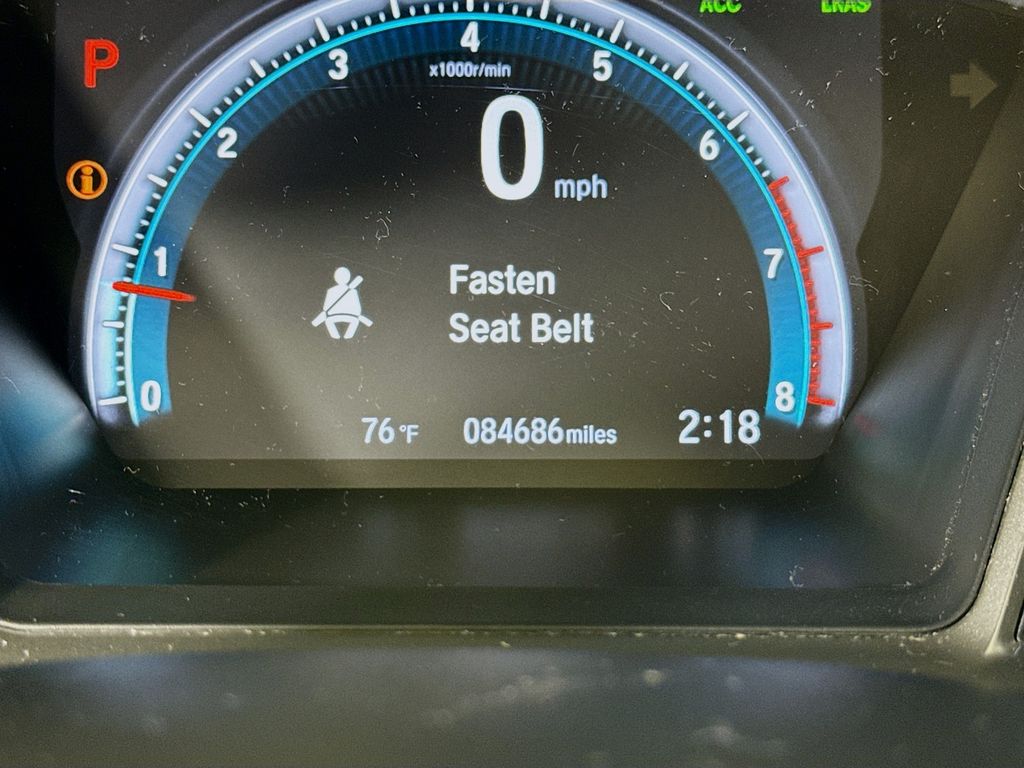 ACC LKAS
P
4
3 5
x1000r/min
2 6
0 mph
i
1 7
Fasten
Seat Belt
0 8
76°F 084686miles 2:18